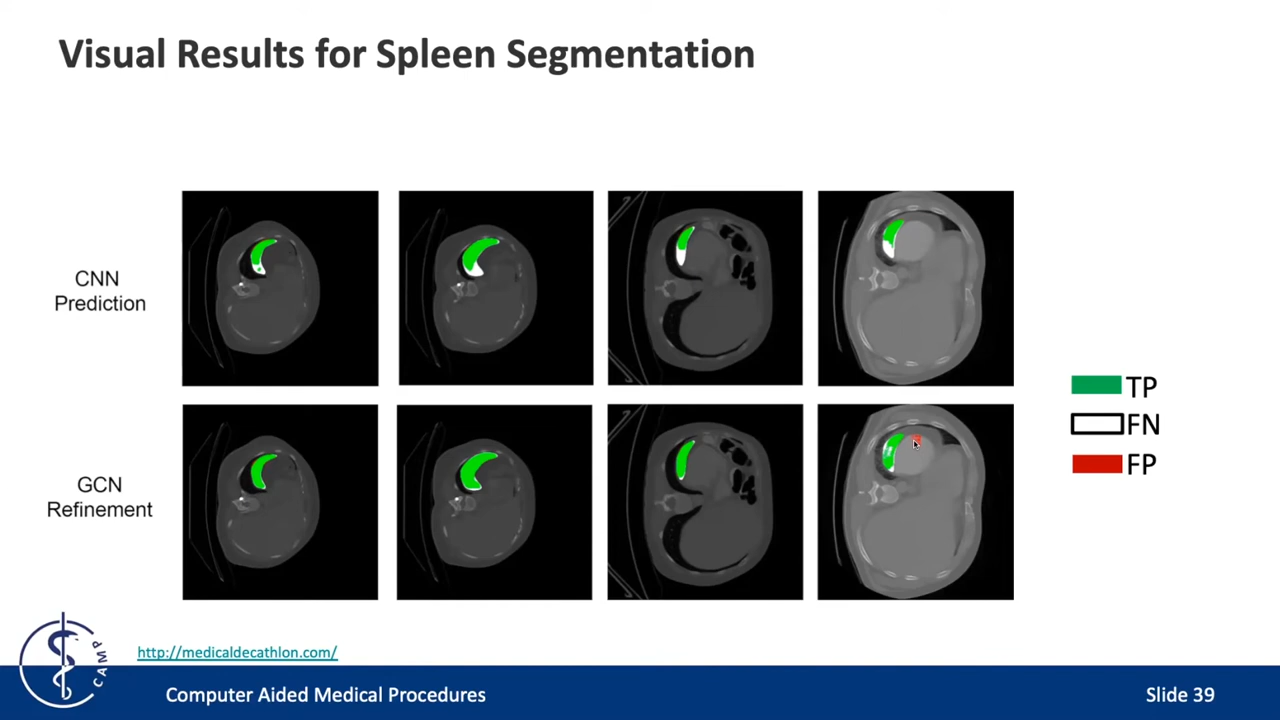 Visual Results for Spleen Segmentation
CNN
Prediction
GCN
Refinement
TP
FN
FP
CAMP
http://medicaldecathlon.com/
Computer Aided Medical Procedures
Slide 39